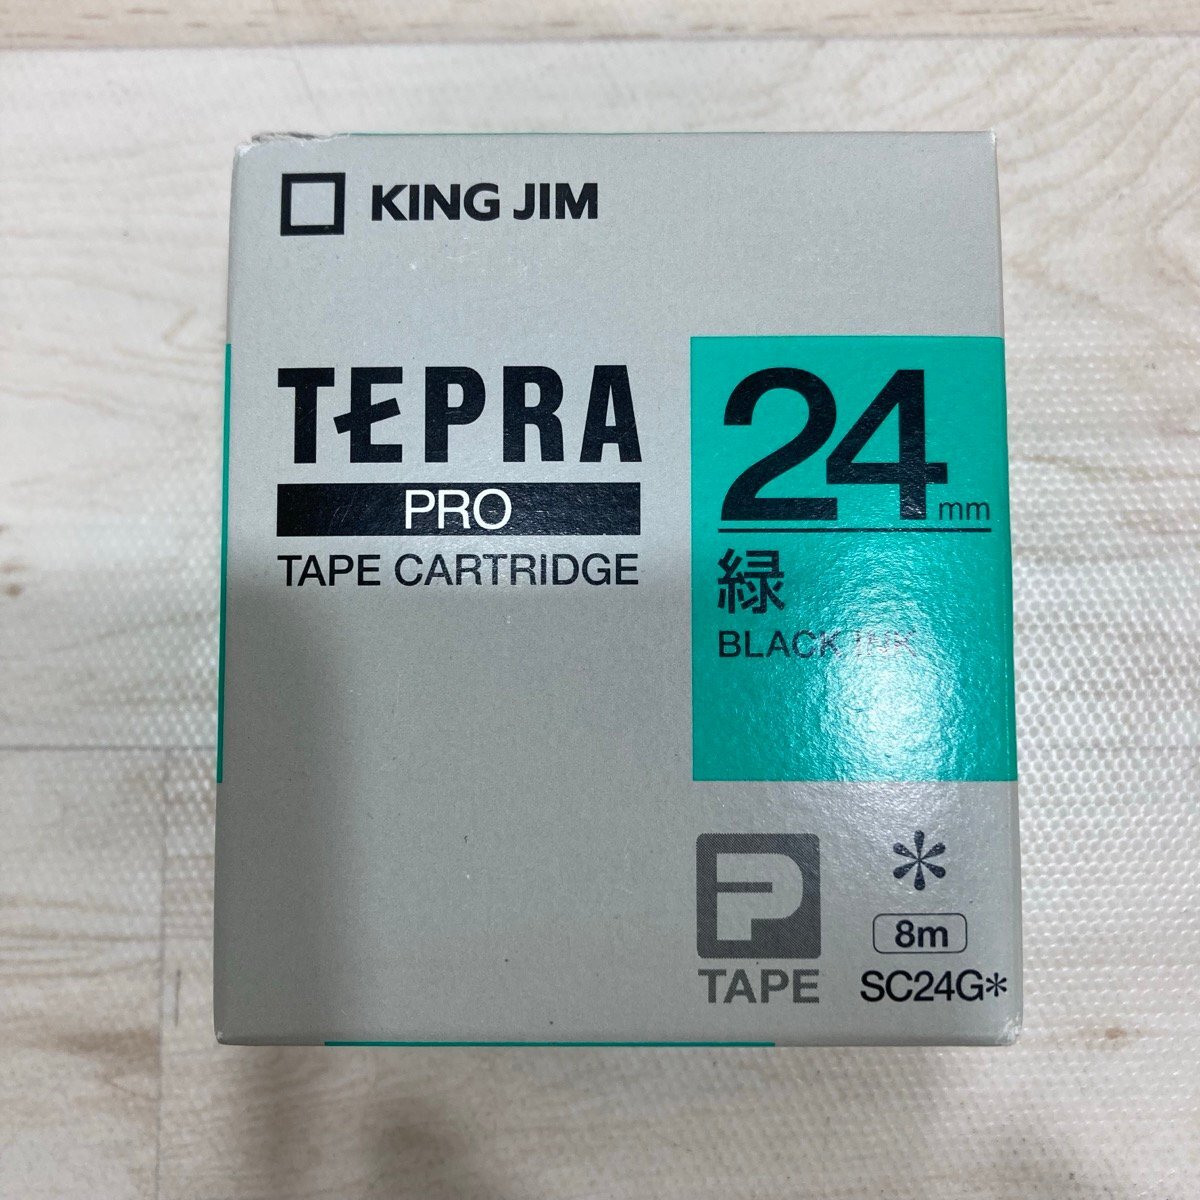 KING JIM
TEPRA
PRO
TAPE CARTRIDGE
24mm
緑
BLACK INK
P
TAPE
*
8m
SC24G*